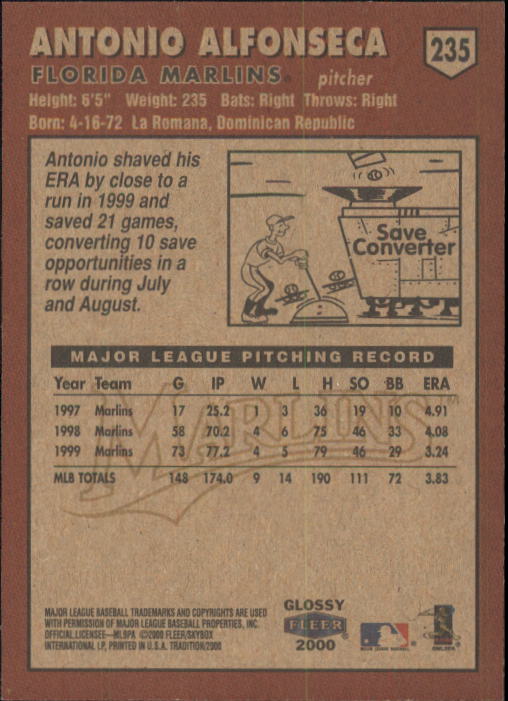 ANTONIO ALFONSECA
235
FLORIDA MARLINS
pitcher
Height: 6'5" Weight: 235 Bats: Right Throws: Right
Born: 4-16-72 La Romana, Dominican Republic
Antonio shaved his
ERA by close to a
run in 1999 and
saved 21 games,
converting 10 save
opportunities in a
row during July
and August.
Save
Converter
MAJOR LEAGUE PITCHING RECORD
Year Team G IP W L H SO BB ERA
1997 Marlins 17 25.2 1 3 36 19 10 4.91
1998 Marlins 58 70.2 4 6 75 46 33 4.08
1999 Marlins 73 77.2 4 5 79 46 29 3.24
MLB TOTALS 148 174.0 9 14 190 111 72 3.83
MARLINS
MAJOR LEAGUE BASEBALL TRADEMARKS AND COPYRIGHTS ARE USED
WITH PERMISSION OF MAJOR LEAGUE BASEBALL PROPERTIES, INC.
OFFICIAL LICENSEE—MLBPA ©2000 FLEER/SKYBOX
INTERNATIONAL LP, PRINTED IN U.S.A. TRADITION/2000
GLOSSY
FLEER
2000